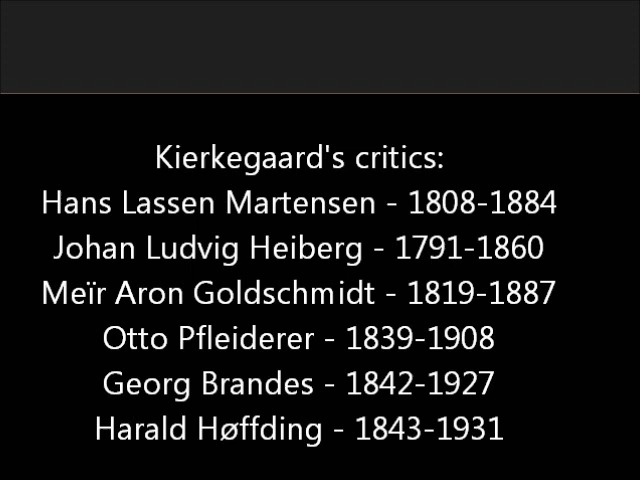 Kierkegaard's critics:
Hans Lassen Martensen - 1808-1884
Johan Ludvig Heiberg - 1791-1860
Meïr Aron Goldschmidt - 1819-1887
Otto Pfleiderer - 1839-1908
Georg Brandes - 1842-1927
Harald Høffding - 1843-1931